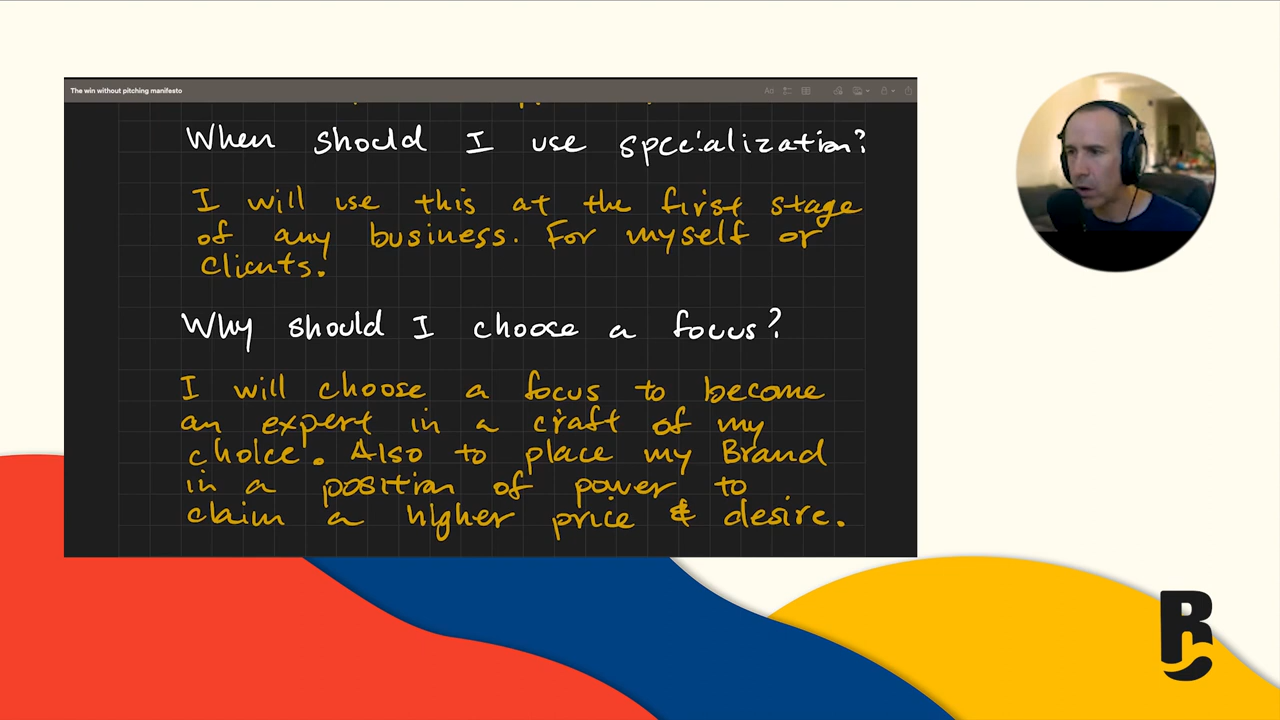 The win without pitching manifesto
Aa
When should I use specialization?
I will use this at the first stage
of any business. For myself or
clients.
Why should I choose a focus?
I will choose a focus to become
an expert in a craft of my
choice. Also to place my Brand
in a position of power to
claim a higher price & desire.